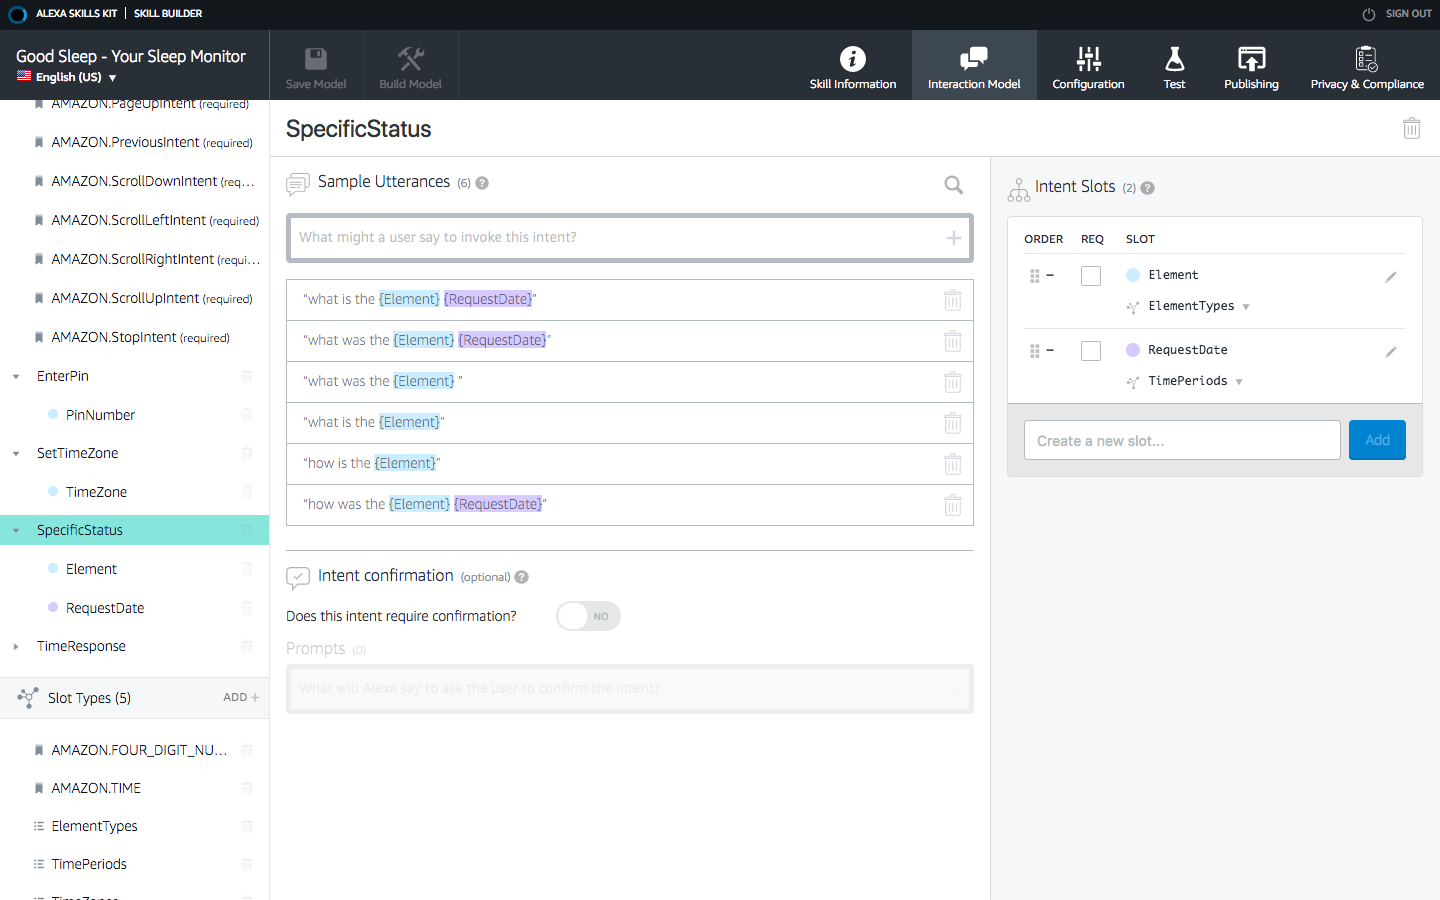 ALEXA SKILLS KIT | SKILL BUILDER
SIGN OUT
Good Sleep - Your Sleep Monitor
English (US)
Save Model
Build Model
Skill Information
Interaction Model
Configuration
Test
Publishing
Privacy & Compliance
AMAZON.PageUpIntent (required)
AMAZON.PreviousIntent (required)
AMAZON.ScrollDownIntent (req...
AMAZON.ScrollLeftIntent (required)
AMAZON.ScrollRightIntent (requi...
AMAZON.ScrollUpIntent (required)
AMAZON.StopIntent (required)
EnterPin
PinNumber
SetTimeZone
TimeZone
SpecificStatus
Element
RequestDate
TimeResponse
Slot Types (5)
ADD +
AMAZON.FOUR_DIGIT_NU...
AMAZON.TIME
ElementTypes
TimePeriods
TimeZones
SpecificStatus
Sample Utterances (6) ?
What might a user say to invoke this intent?
“what is the {Element} {RequestDate}”
“what was the {Element} {RequestDate}”
“what was the {Element} ”
“what is the {Element}”
“how is the {Element}”
“how was the {Element} {RequestDate}”
Intent confirmation (optional) ?
Does this intent require confirmation?
NO
Prompts (0)
What will Alexa say to ask the user to confirm the intent?
Intent Slots (2) ?
ORDER REQ SLOT
Element
ElementTypes
RequestDate
TimePeriods
Create a new slot...
Add